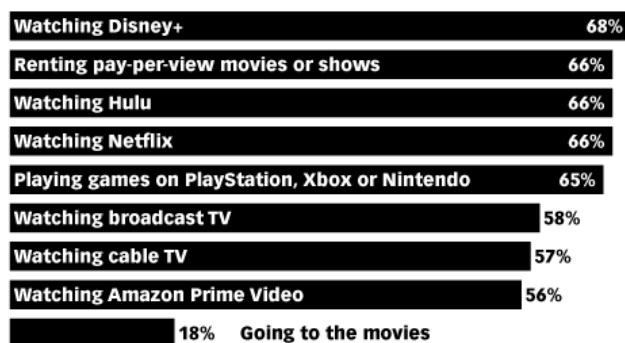 Watching Disney+ 68%
Renting pay-per-view movies or shows 66%
Watching Hulu 66%
Watching Netflix 66%
Playing games on PlayStation, Xbox or Nintendo 65%
Watching broadcast TV 58%
Watching cable TV 57%
Watching Amazon Prime Video 56%
18% Going to the movies